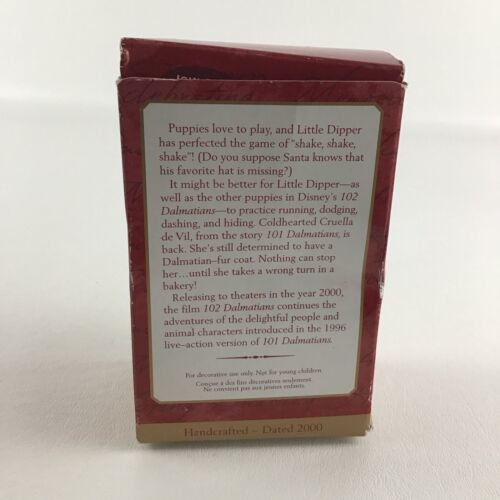 Puppies love to play, and Little Dipper
has perfected the game of "shake, shake,
shake"! (Do you suppose Santa knows that
his favorite hat is missing?)
It might be better for Little Dipper—as
well as the other puppies in Disney's 102
Dalmatians—to practice running, dodging,
dashing, and hiding. Coldhearted Cruella
de Vil, from the story 101 Dalmatians, is
back. She's still determined to have a
Dalmatian-fur coat. Nothing can stop
her...until she takes a wrong turn in a
bakery!
Releasing to theaters in the year 2000,
the film 102 Dalmatians continues the
adventures of the delightful people and
animal characters introduced in the 1996
live-action version of 101 Dalmatians.
For decorative use only. Not for young children.
Conçue à des fins décoratives seulement.
Ne convient pas aux jeunes enfants.
Handcrafted – Dated 2000